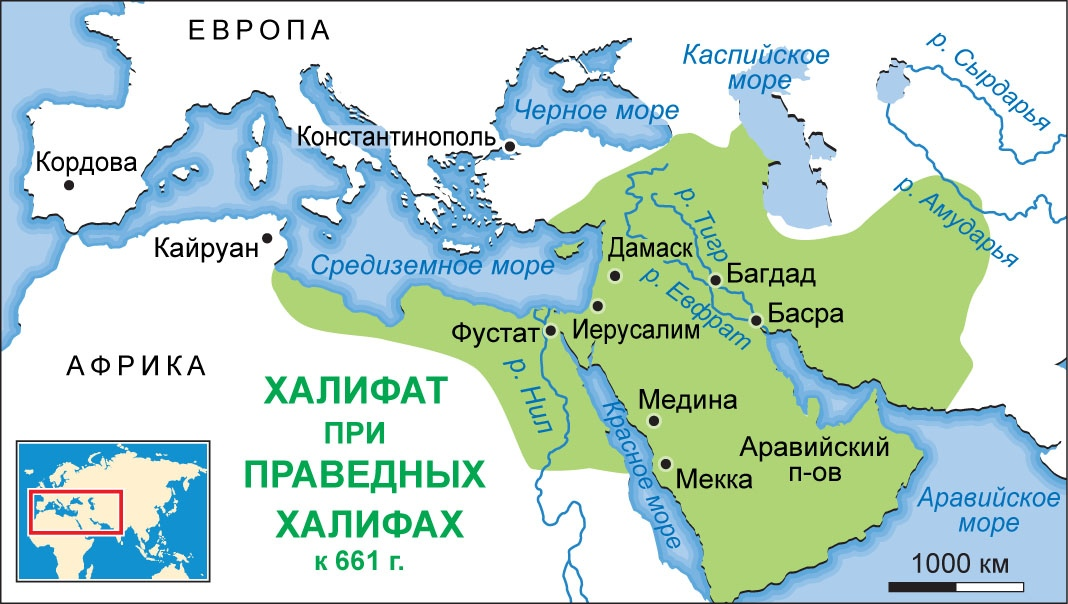 ЕВРОПА
Каспийское
море
р. Сырдарья
Черное море
Константинополь
Кордова
р. Амударья
р. Тигр
Кайруан
Дамаск
Средиземное море
Багдад
р. Евфрат
Басра
Фустат
Иерусалим
АФРИКА
р. Нил
ХАЛИФАТ
ПРИ
ПРАВЕДНЫХ
ХАЛИФАХ
к 661 г.
Медина
Красное море
Мекка
Аравийский
п-ов
Аравийское
море
1000 км